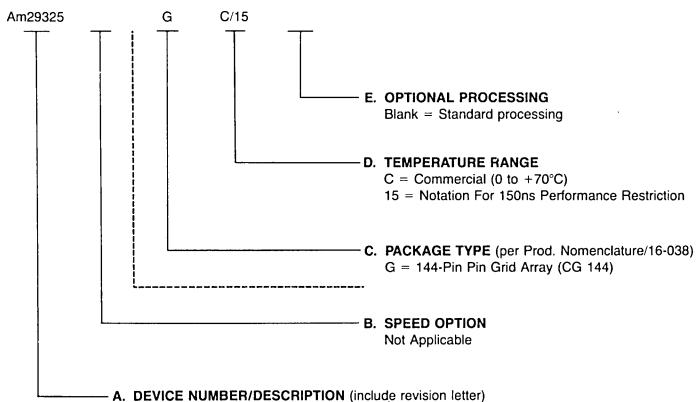 Am29325 G C/15
E. OPTIONAL PROCESSING
Blank = Standard processing
D. TEMPERATURE RANGE
C = Commercial (0 to +70°C)
15 = Notation For 150ns Performance Restriction
C. PACKAGE TYPE (per Prod. Nomenclature/16-038)
G = 144-Pin Pin Grid Array (CG 144)
B. SPEED OPTION
Not Applicable
A. DEVICE NUMBER/DESCRIPTION (include revision letter)